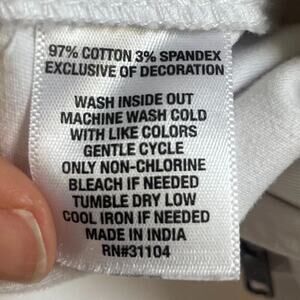 97% COTTON 3% SPANDEX
EXCLUSIVE OF DECORATION
WASH INSIDE OUT
MACHINE WASH COLD
WITH LIKE COLORS
GENTLE CYCLE
ONLY NON-CHLORINE
BLEACH IF NEEDED
TUMBLE DRY LOW
COOL IRON IF NEEDED
MADE IN INDIA
RN#31104